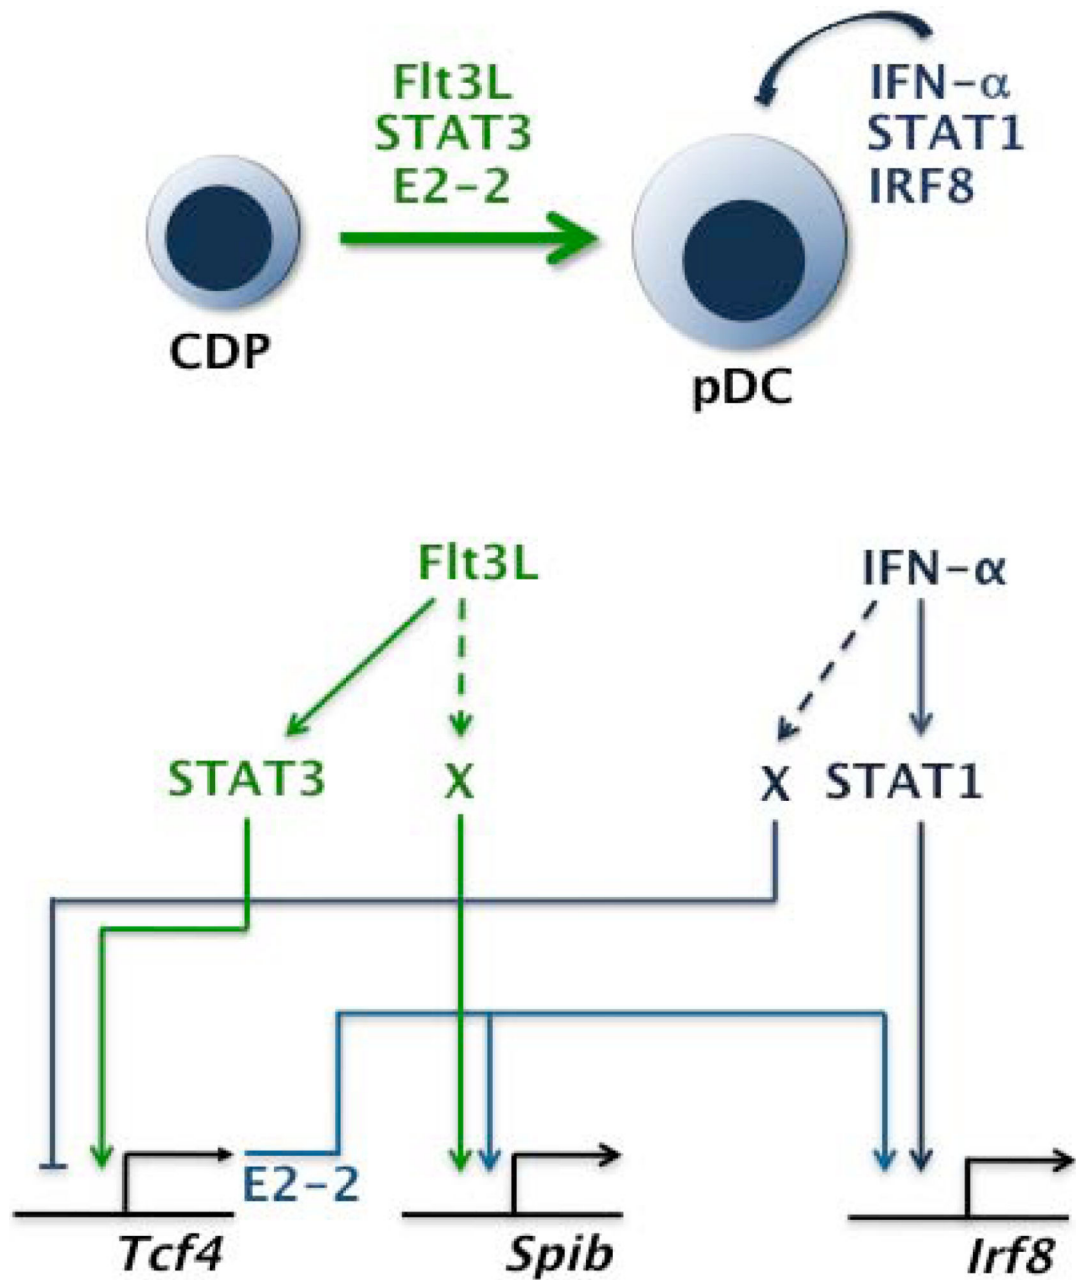 Flt3L
STAT3
E2-2
IFN-α
STAT1
IRF8
CDP
pDC
Flt3L
IFN-α
STAT3
X
X
STAT1
E2-2
Tcf4
Spib
Irf8